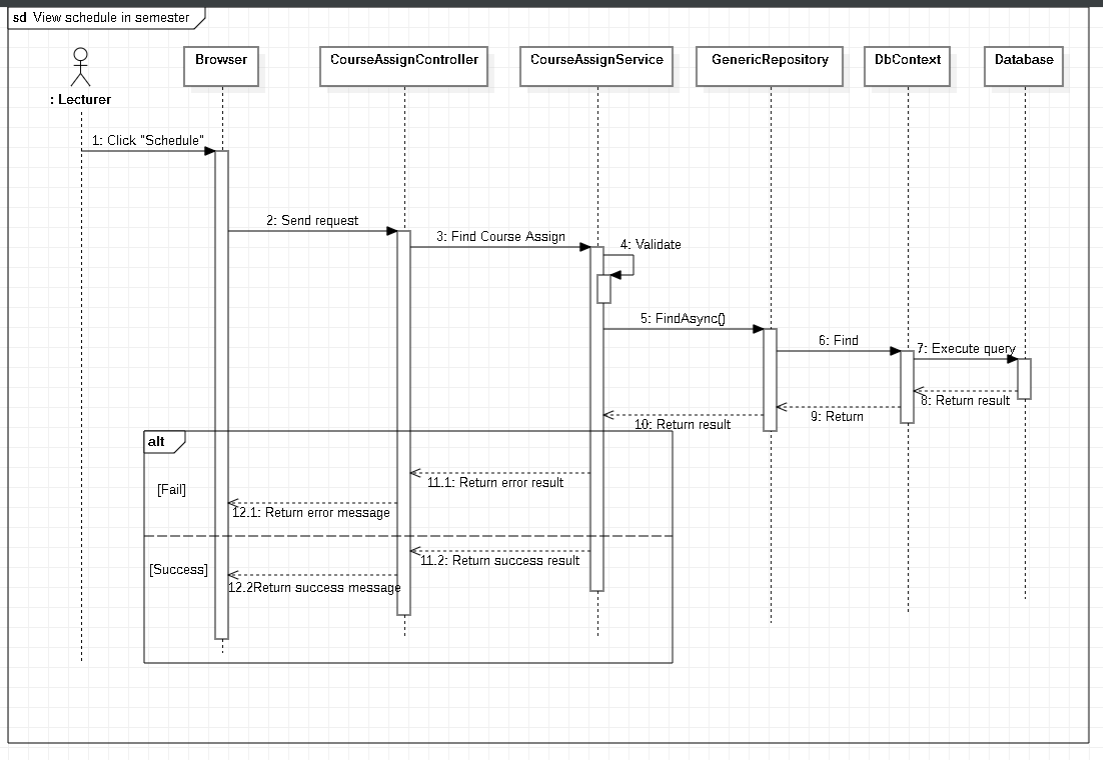 sd View schedule in semester
: Lecturer
Browser
CourseAssignController
CourseAssignService
GenericRepository
DbContext
Database
1: Click "Schedule"
2: Send request
3: Find Course Assign
4: Validate
5: FindAsync()
6: Find
7: Execute query
8: Return result
9: Return
10: Return result
alt
[Fail]
11.1: Return error result
12.1: Return error message
[Success]
11.2: Return success result
12.2Return success message